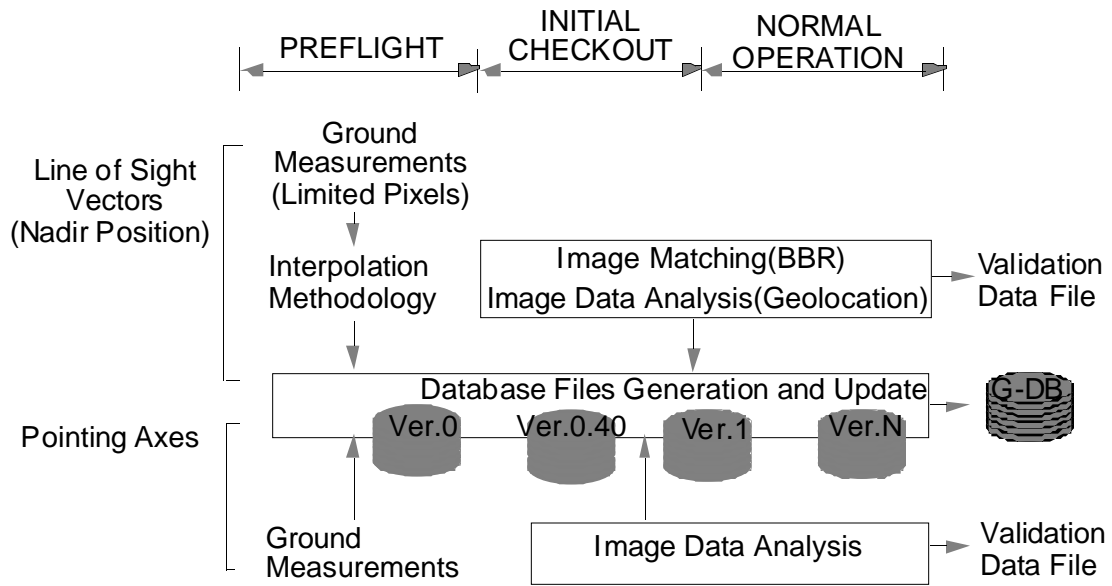 PREFLIGHT
INITIAL
CHECKOUT
NORMAL
OPERATION
Line of Sight
Vectors
(Nadir Position)
Ground
Measurements
(Limited Pixels)
Interpolation
Methodology
Image Matching(BBR)
Image Data Analysis(Geolocation)
Validation
Data File
Database Files Generation and Update
G-DB
Ver.0
Ver.0.40
Ver.1
Ver.N
Pointing Axes
Ground
Measurements
Image Data Analysis
Validation
Data File